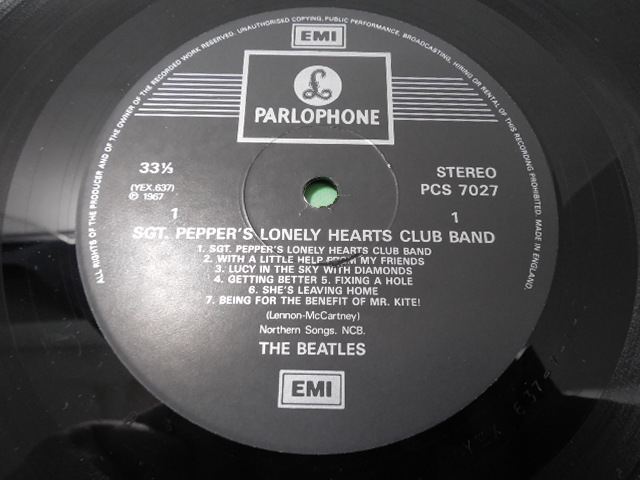 ALL RIGHTS OF THE PRODUCER AND OF THE OWNER OF THE RECORDED WORK RESERVED. UNAUTHORISED COPYING, PUBLIC PERFORMANCE, BROADCASTING, HIRING OR RENTAL OF THIS RECORDING PROHIBITED. MADE IN ENGLAND.
EMI
£
PARLOPHONE
33⅓
STEREO
(YEX.637)
PCS 7027
℗ 1967
1 1
SGT. PEPPER'S LONELY HEARTS CLUB BAND
1. SGT. PEPPER'S LONELY HEARTS CLUB BAND
2. WITH A LITTLE HELP FROM MY FRIENDS
3. LUCY IN THE SKY WITH DIAMONDS
4. GETTING BETTER 5. FIXING A HOLE
6. SHE'S LEAVING HOME
7. BEING FOR THE BENEFIT OF MR. KITE!
(Lennon-McCartney)
Northern Songs. NCB.
THE BEATLES
EMI
YEX 637